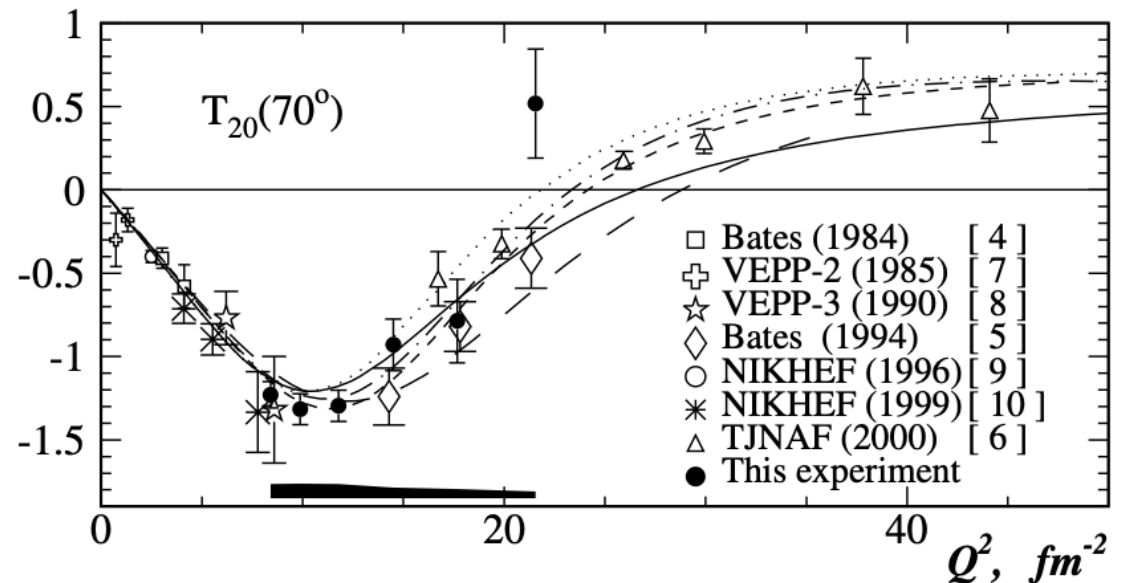 1
0.5
0
-0.5
-1
-1.5
T20(70o)
Bates (1984) [ 4 ]
VEPP-2 (1985) [ 7 ]
VEPP-3 (1990) [ 8 ]
Bates (1994) [ 5 ]
NIKHEF (1996) [ 9 ]
NIKHEF (1999) [ 10 ]
TJNAF (2000) [ 6 ]
This experiment
0 20 40
Q2, fm-2